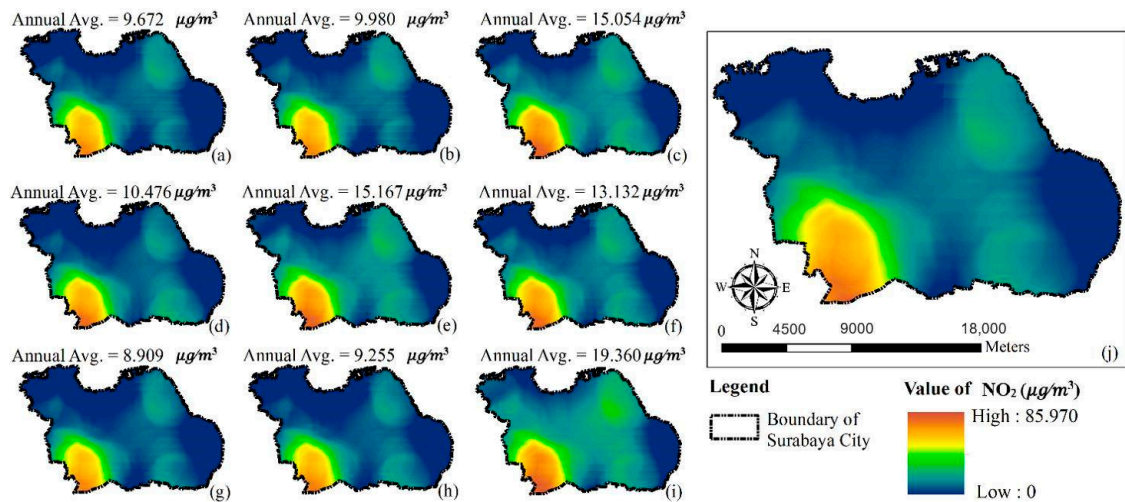 Annual Avg. = 9.672 μg/m³
Annual Avg. = 9.980 μg/m³
Annual Avg. = 15.054 μg/m³
(a)
(b)
(c)
Annual Avg. = 10.476 μg/m³
Annual Avg. = 15.167 μg/m³
Annual Avg. = 13.132 μg/m³
(d)
(e)
(f)
Annual Avg. = 8.909 μg/m³
Annual Avg. = 9.255 μg/m³
Annual Avg. = 19.360 μg/m³
(g)
(h)
(i)
N
W E
S
0 4500 9000 18,000
Meters
(j)
Legend
Boundary of
Surabaya City
Value of NO₂ (μg/m³)
High : 85.970
Low : 0